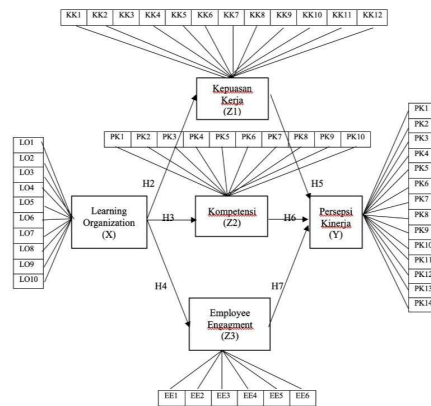 KK1 KK2 KK3 KK4 KK5 KK6 KK7 KK8 KK9 KK10 KK11 KK12
Kepuasan
Kerja
(Z1)
PK1 PK2 PK3 PK4 PK5 PK6 PK7 PK8 PK9 PK10
H2
H5
LO1
LO2
LO3
LO4
LO5
LO6
LO7
LO8
LO9
LO10
Learning
Organization
(X)
H3
Kompetensi
(Z2)
H6
Persepsi
Kinerja
(Y)
PK1
PK2
PK3
PK4
PK5
PK6
PK7
PK8
PK9
PK10
PK11
PK12
PK13
PK14
H4
H7
Employee
Engagment
(Z3)
EE1 EE2 EE3 EE4 EE5 EE6